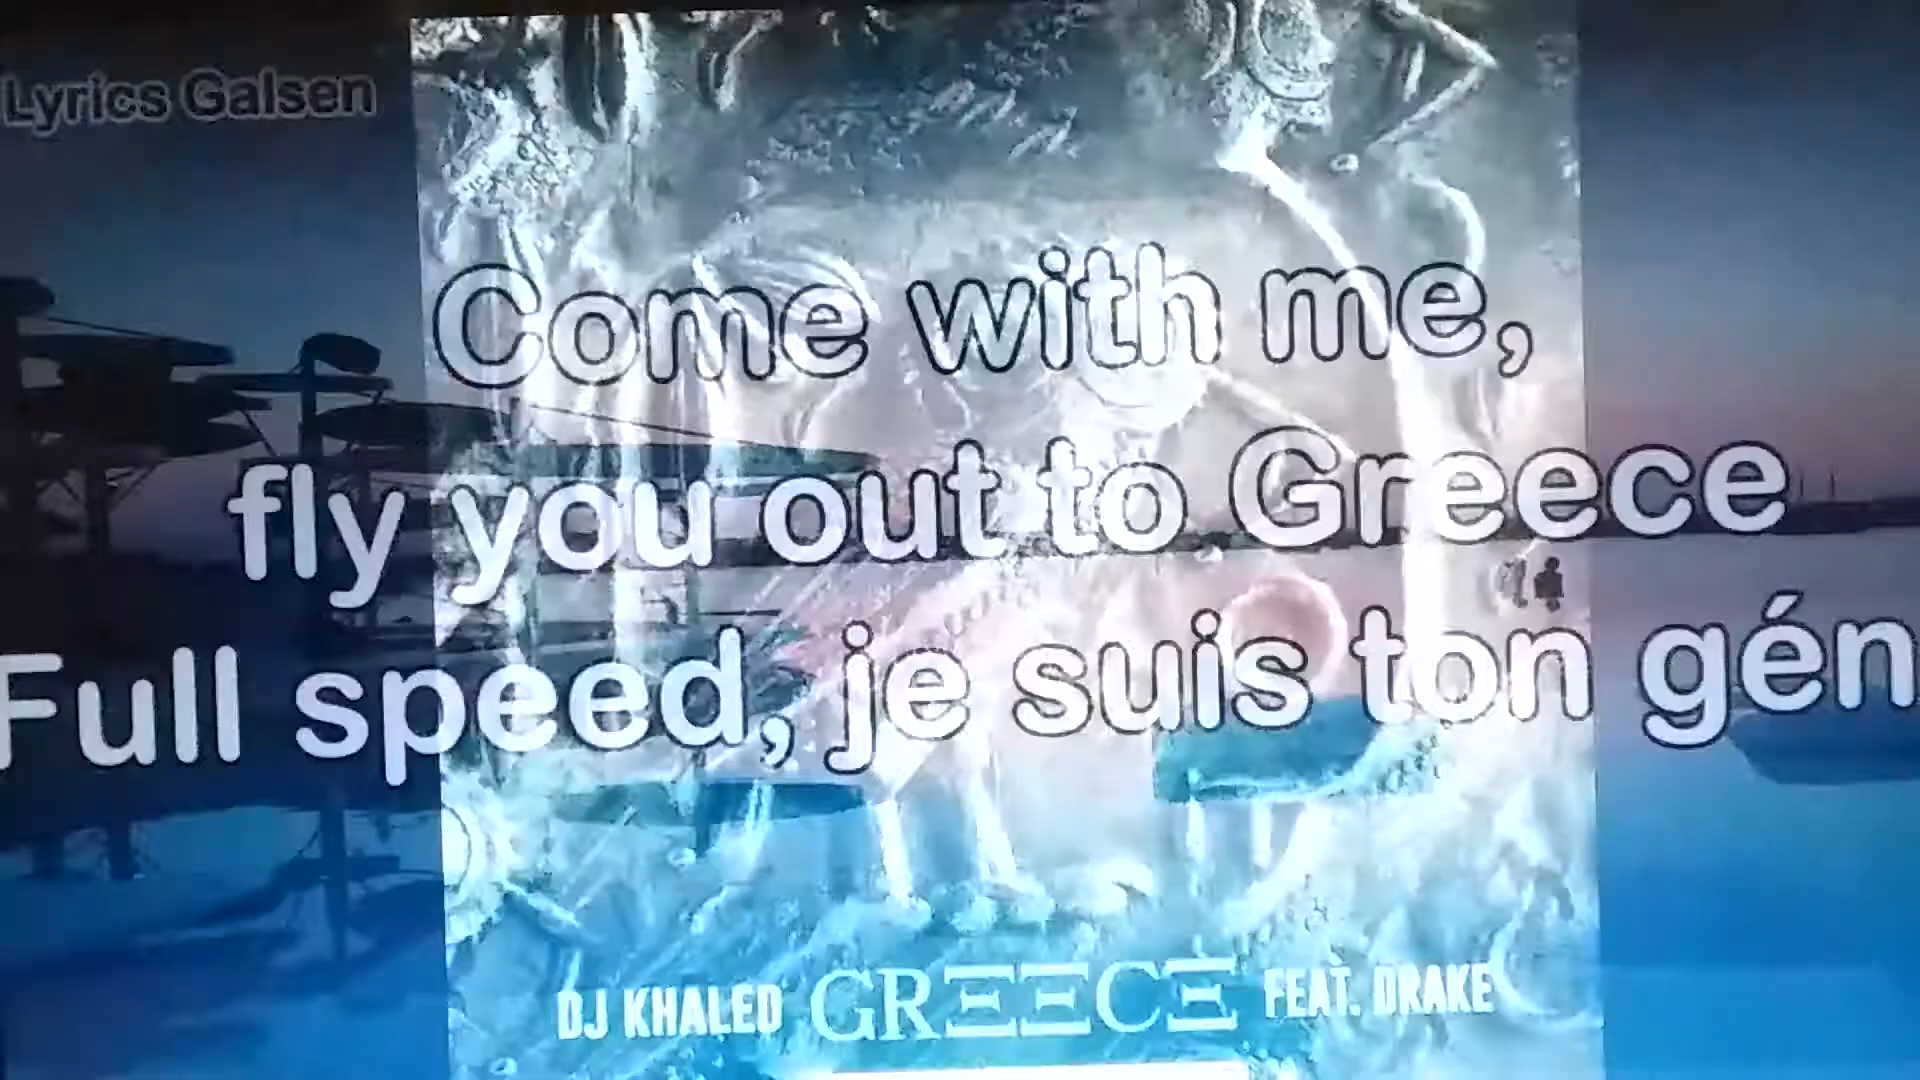 Lyrics Galsen
Come with me,
fly you out to Greece
Full speed, je suis ton gén
DJ KHALED GRΞΞCΞ FEAT. DRAKE